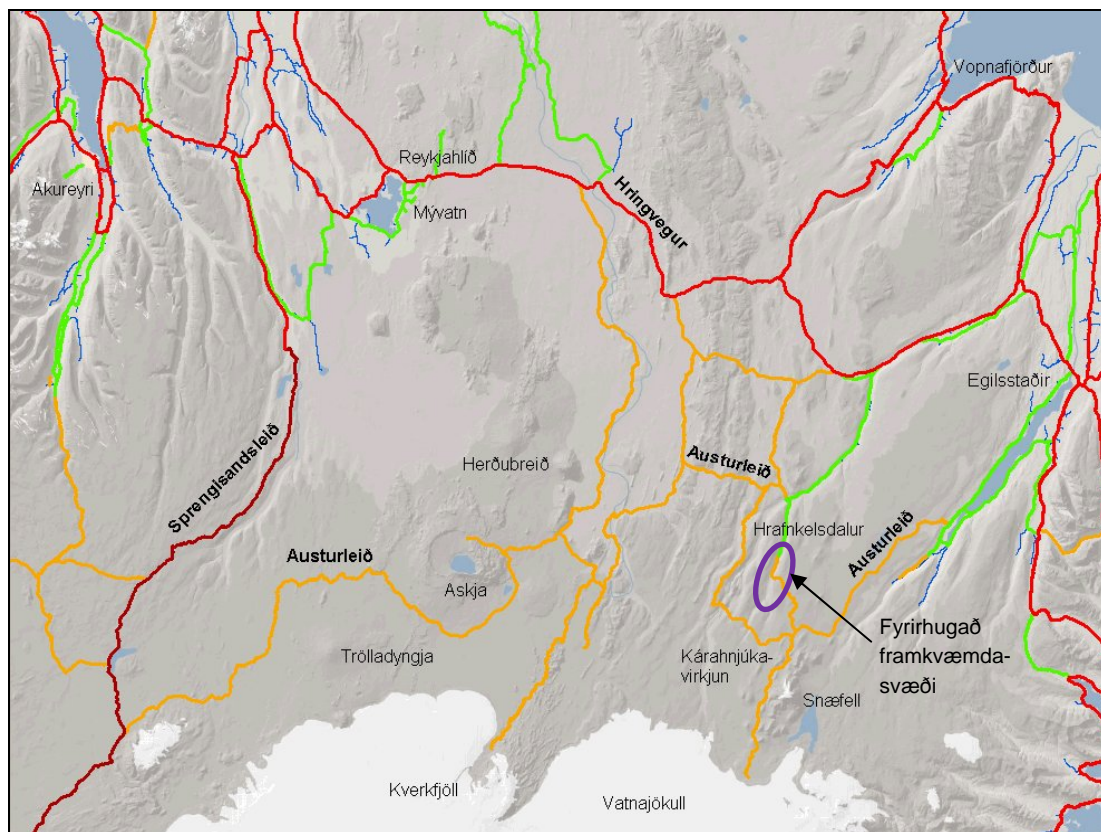 Vopnafjörður
Reykjahlíð
Akureyri
Mývatn
Hringvegur
Egilsstaðir
Sprengisandsleið
Herðubreið
Austurleið
Hrafnkelsdalur
Austurleið
Austurleið
Askja
Fyrirhugað
framkvæmda-
svæði
Trölladyngja
Kárahnjúka-
virkjun
Snæfell
Kverkfjöll
Vatnajökull